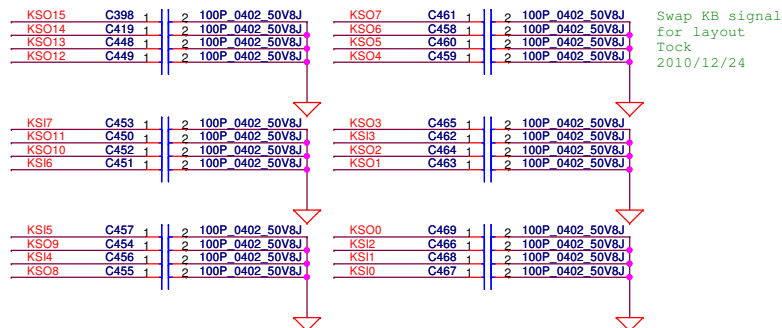 KSO15 C398 1 2 100P_0402_50V8J
KSO14 C419 1 2 100P_0402_50V8J
KSO13 C448 1 2 100P_0402_50V8J
KSO12 C449 1 2 100P_0402_50V8J
KSO7 C461 1 2 100P_0402_50V8J
KSO6 C458 1 2 100P_0402_50V8J
KSO5 C460 1 2 100P_0402_50V8J
KSO4 C459 1 2 100P_0402_50V8J
Swap KB signal
for layout
Tock
2010/12/24
KSI7 C453 1 2 100P_0402_50V8J
KSO11 C450 1 2 100P_0402_50V8J
KSO10 C452 1 2 100P_0402_50V8J
KSI6 C451 1 2 100P_0402_50V8J
KSO3 C465 1 2 100P_0402_50V8J
KSI3 C462 1 2 100P_0402_50V8J
KSO2 C464 1 2 100P_0402_50V8J
KSO1 C463 1 2 100P_0402_50V8J
KSI5 C457 1 2 100P_0402_50V8J
KSO9 C454 1 2 100P_0402_50V8J
KSI4 C456 1 2 100P_0402_50V8J
KSO8 C455 1 2 100P_0402_50V8J
KSO0 C469 1 2 100P_0402_50V8J
KSI2 C466 1 2 100P_0402_50V8J
KSI1 C468 1 2 100P_0402_50V8J
KSI0 C467 1 2 100P_0402_50V8J